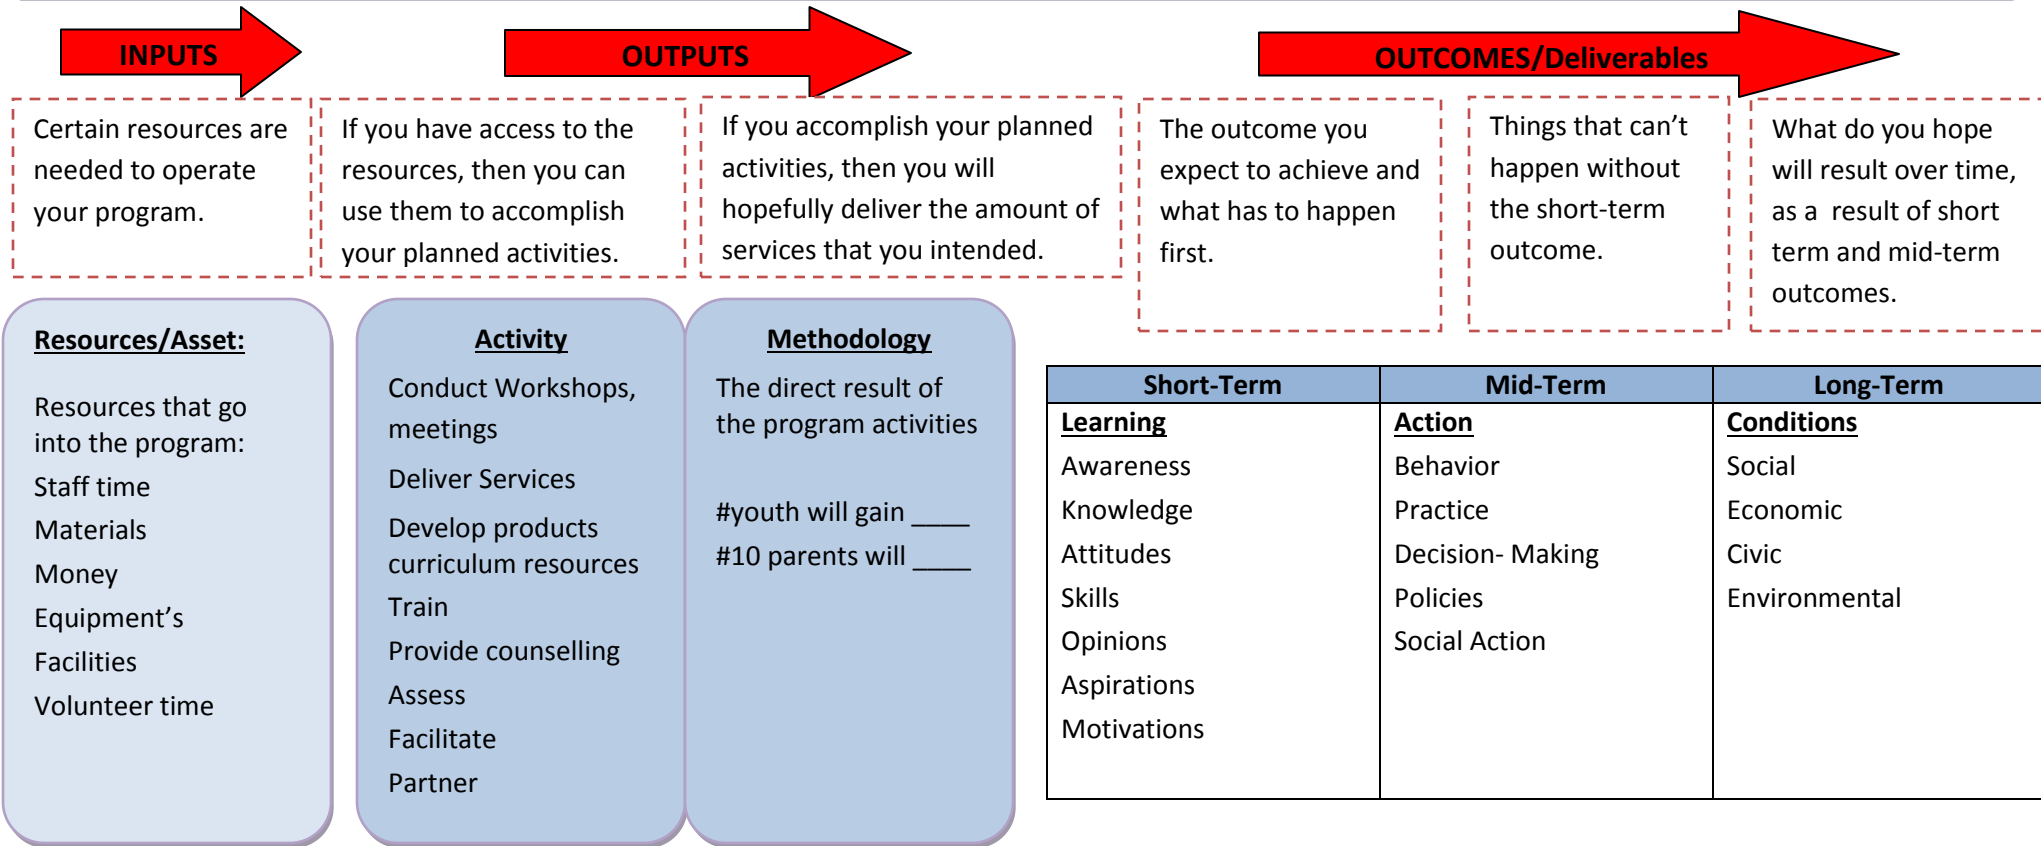 INPUTS
OUTPUTS
OUTCOMES/Deliverables
Certain resources are
needed to operate
your program.
If you have access to the
resources, then you can
use them to accomplish
your planned activities.
If you accomplish your planned
activities, then you will
hopefully deliver the amount of
services that you intended.
The outcome you
expect to achieve and
what has to happen
first.
Things that can’t
happen without
the short-term
outcome.
What do you hope
will result over time,
as a  result of short
term and mid-term
outcomes.
Resources/Asset:
Resources that go
into the program:
Staff time
Materials
Money
Equipment’s
Facilities
Volunteer time
Activity
Conduct Workshops,
meetings
Deliver Services
Develop products
curriculum resources
Train
Provide counselling
Assess
Facilitate
Partner
Methodology
The direct result of
the program activities
#youth will gain ____
#10 parents will ____
Short-Term
Learning
Awareness
Knowledge
Attitudes
Skills
Opinions
Aspirations
Motivations
Mid-Term
Action
Behavior
Practice
Decision- Making
Policies
Social Action
Long-Term
Conditions
Social
Economic
Civic
Environmental